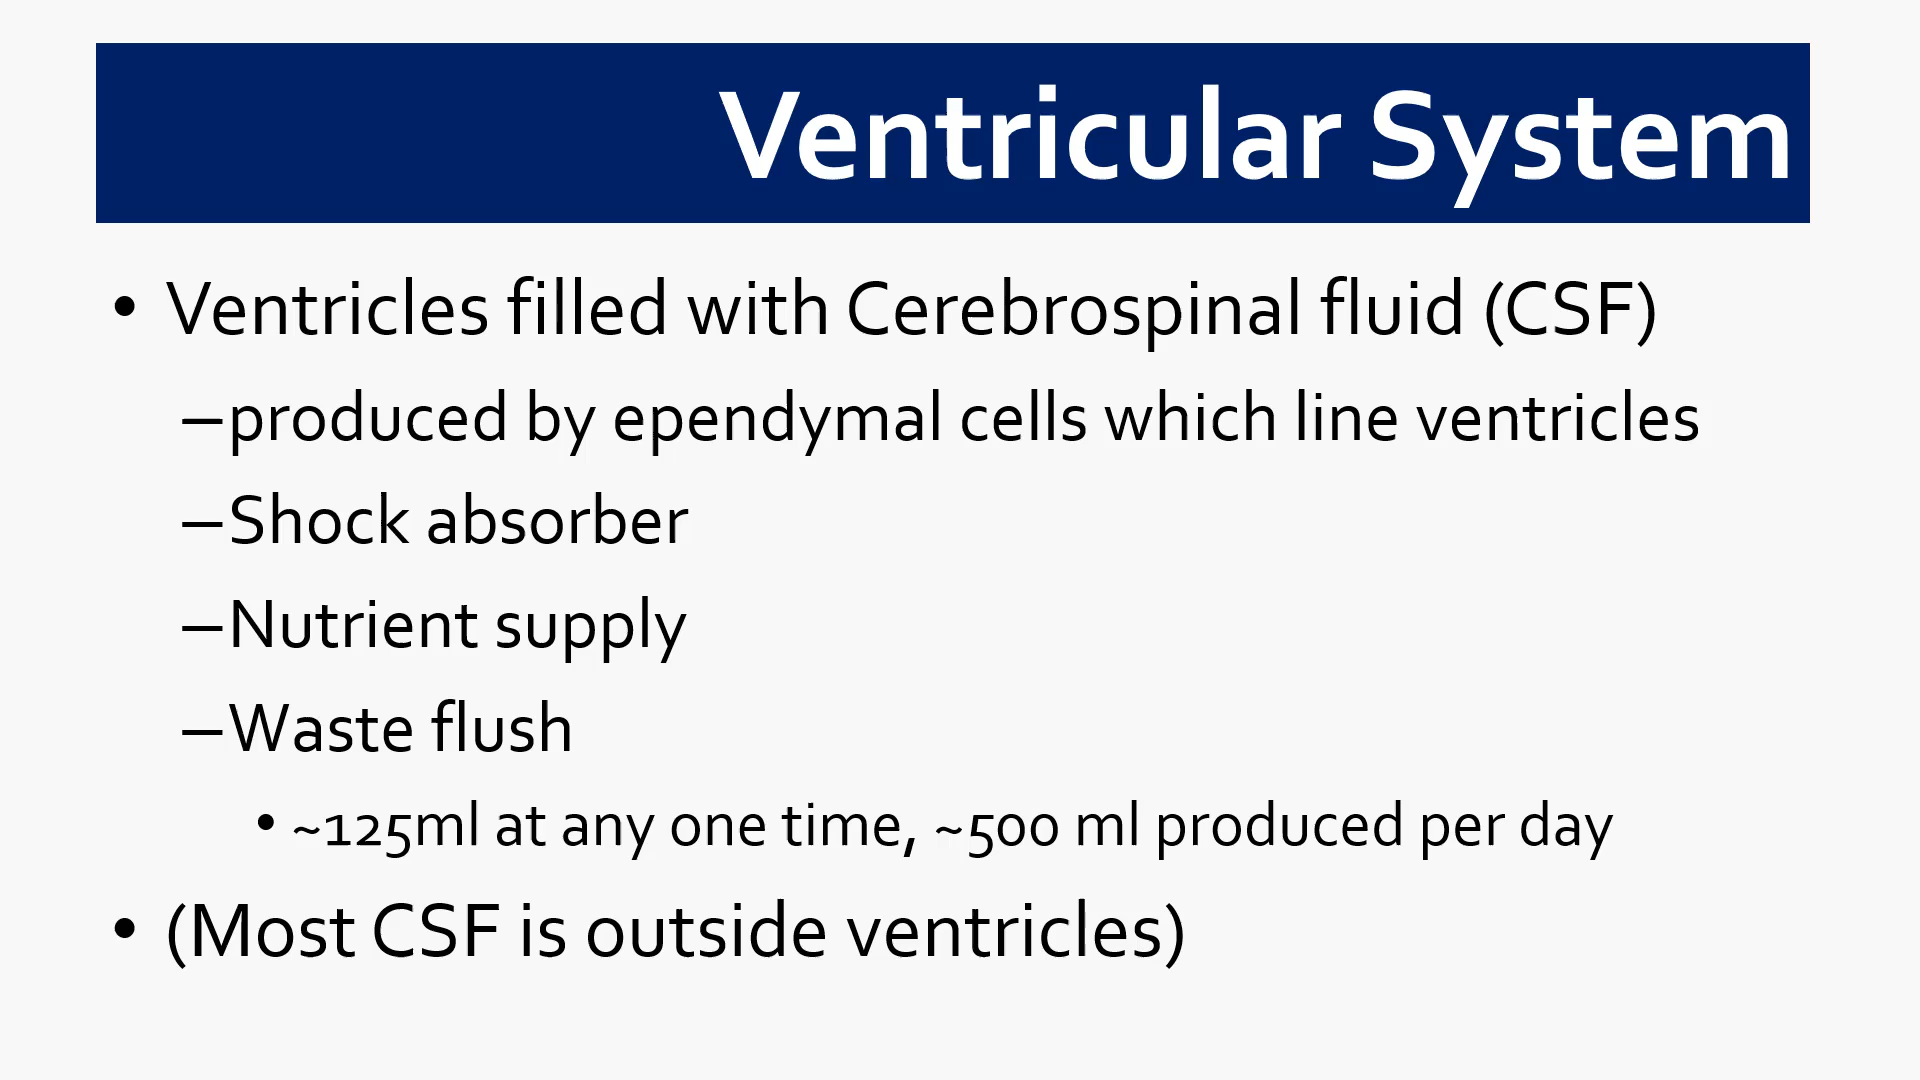 Ventricular System
• Ventricles filled with Cerebrospinal fluid (CSF)
–produced by ependymal cells which line ventricles
–Shock absorber
–Nutrient supply
–Waste flush
• ~125ml at any one time, ~500 ml produced per day
• (Most CSF is outside ventricles)